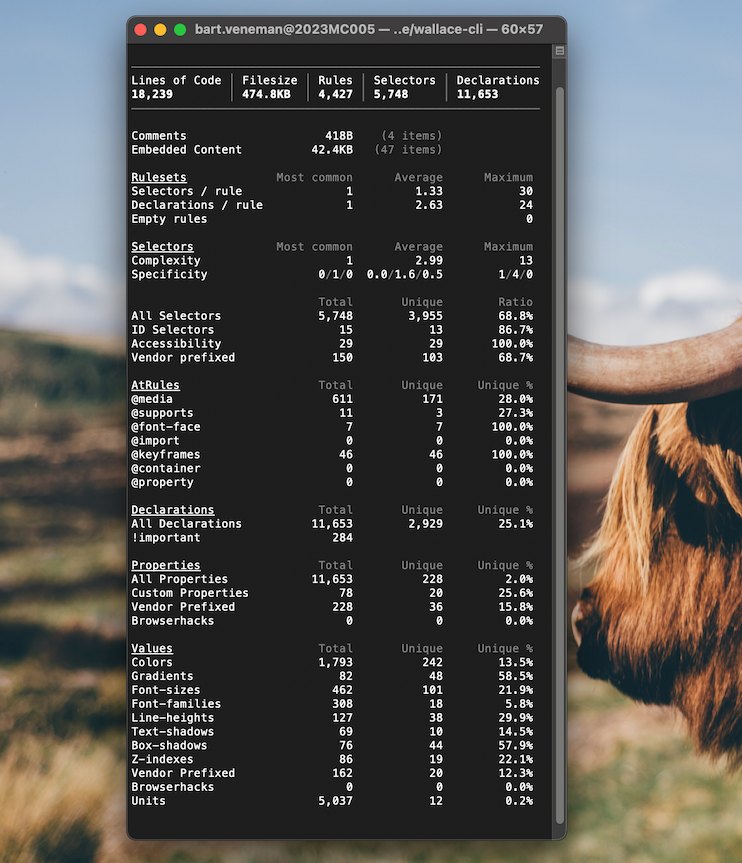 bart.veneman@2023MC005 — ..e/wallace-cli — 60×57
Lines of Code Filesize Rules Selectors Declarations
18,239 474.8KB 4,427 5,748 11,653
Comments 418B (4 items)
Embedded Content 42.4KB (47 items)
Rulesets Most common Average Maximum
Selectors / rule 1 1.33 30
Declarations / rule 1 2.63 24
Empty rules 0
Selectors Most common Average Maximum
Complexity 1 2.99 13
Specificity 0/1/0 0.0/1.6/0.5 1/4/0
Total Unique Ratio
All Selectors 5,748 3,955 68.8%
ID Selectors 15 13 86.7%
Accessibility 29 29 100.0%
Vendor prefixed 150 103 68.7%
AtRules Total Unique Unique %
@media 611 171 28.0%
@supports 11 3 27.3%
@font-face 7 7 100.0%
@import 0 0 0.0%
@keyframes 46 46 100.0%
@container 0 0 0.0%
@property 0 0 0.0%
Declarations Total Unique Unique %
All Declarations 11,653 2,929 25.1%
!important 284
Properties Total Unique Unique %
All Properties 11,653 228 2.0%
Custom Properties 78 20 25.6%
Vendor Prefixed 228 36 15.8%
Browserhacks 0 0 0.0%
Values Total Unique Unique %
Colors 1,793 242 13.5%
Gradients 82 48 58.5%
Font-sizes 462 101 21.9%
Font-families 308 18 5.8%
Line-heights 127 38 29.9%
Text-shadows 69 10 14.5%
Box-shadows 76 44 57.9%
Z-indexes 86 19 22.1%
Vendor Prefixed 162 20 12.3%
Browserhacks 0 0 0.0%
Units 5,037 12 0.2%